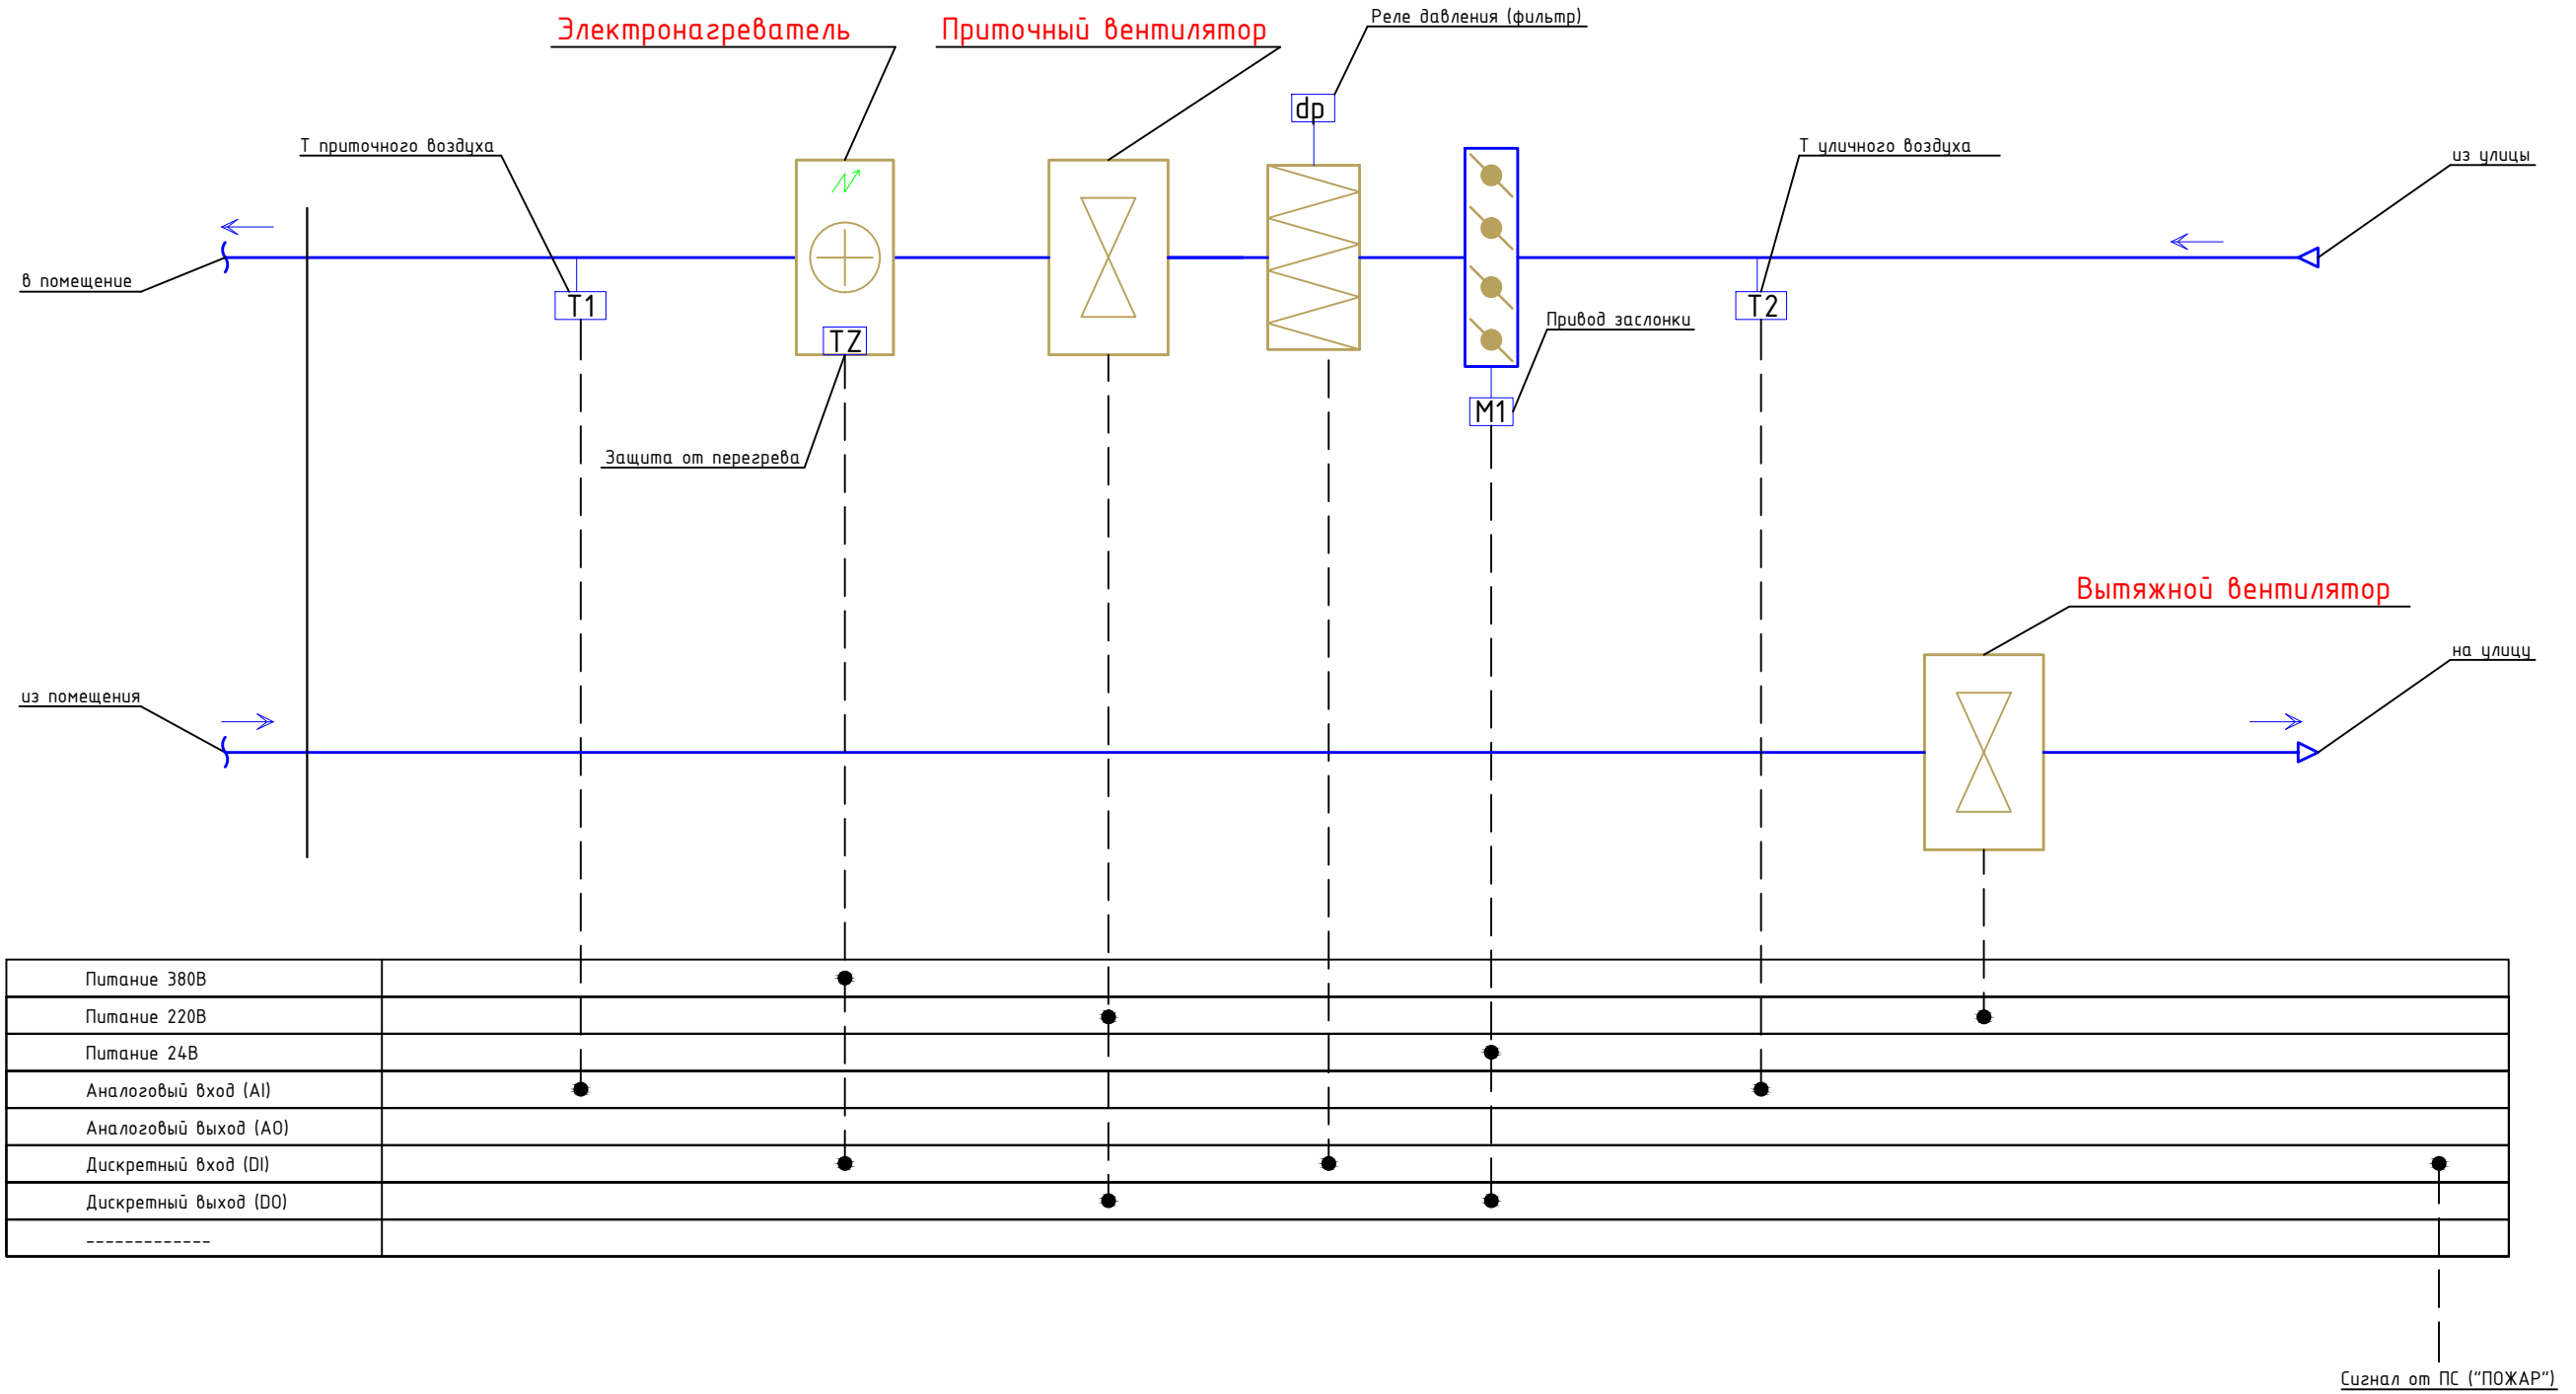 Реле давления (фильтр)
Электронагреватель
Приточный вентилятор
dp
Т приточного воздуха
Т уличного воздуха
из улицы
в помещение
T1
TZ
T2
Привод заслонки
M1
Защита от перегрева
Вытяжной вентилятор
на улицу
из помещения
Питание 380В
Питание 220В
Питание 24В
Аналоговый вход (AI)
Аналоговый выход (AO)
Дискретный вход (DI)
Дискретный выход (DO)
-------------
Сигнал от ПС ("ПОЖАР")